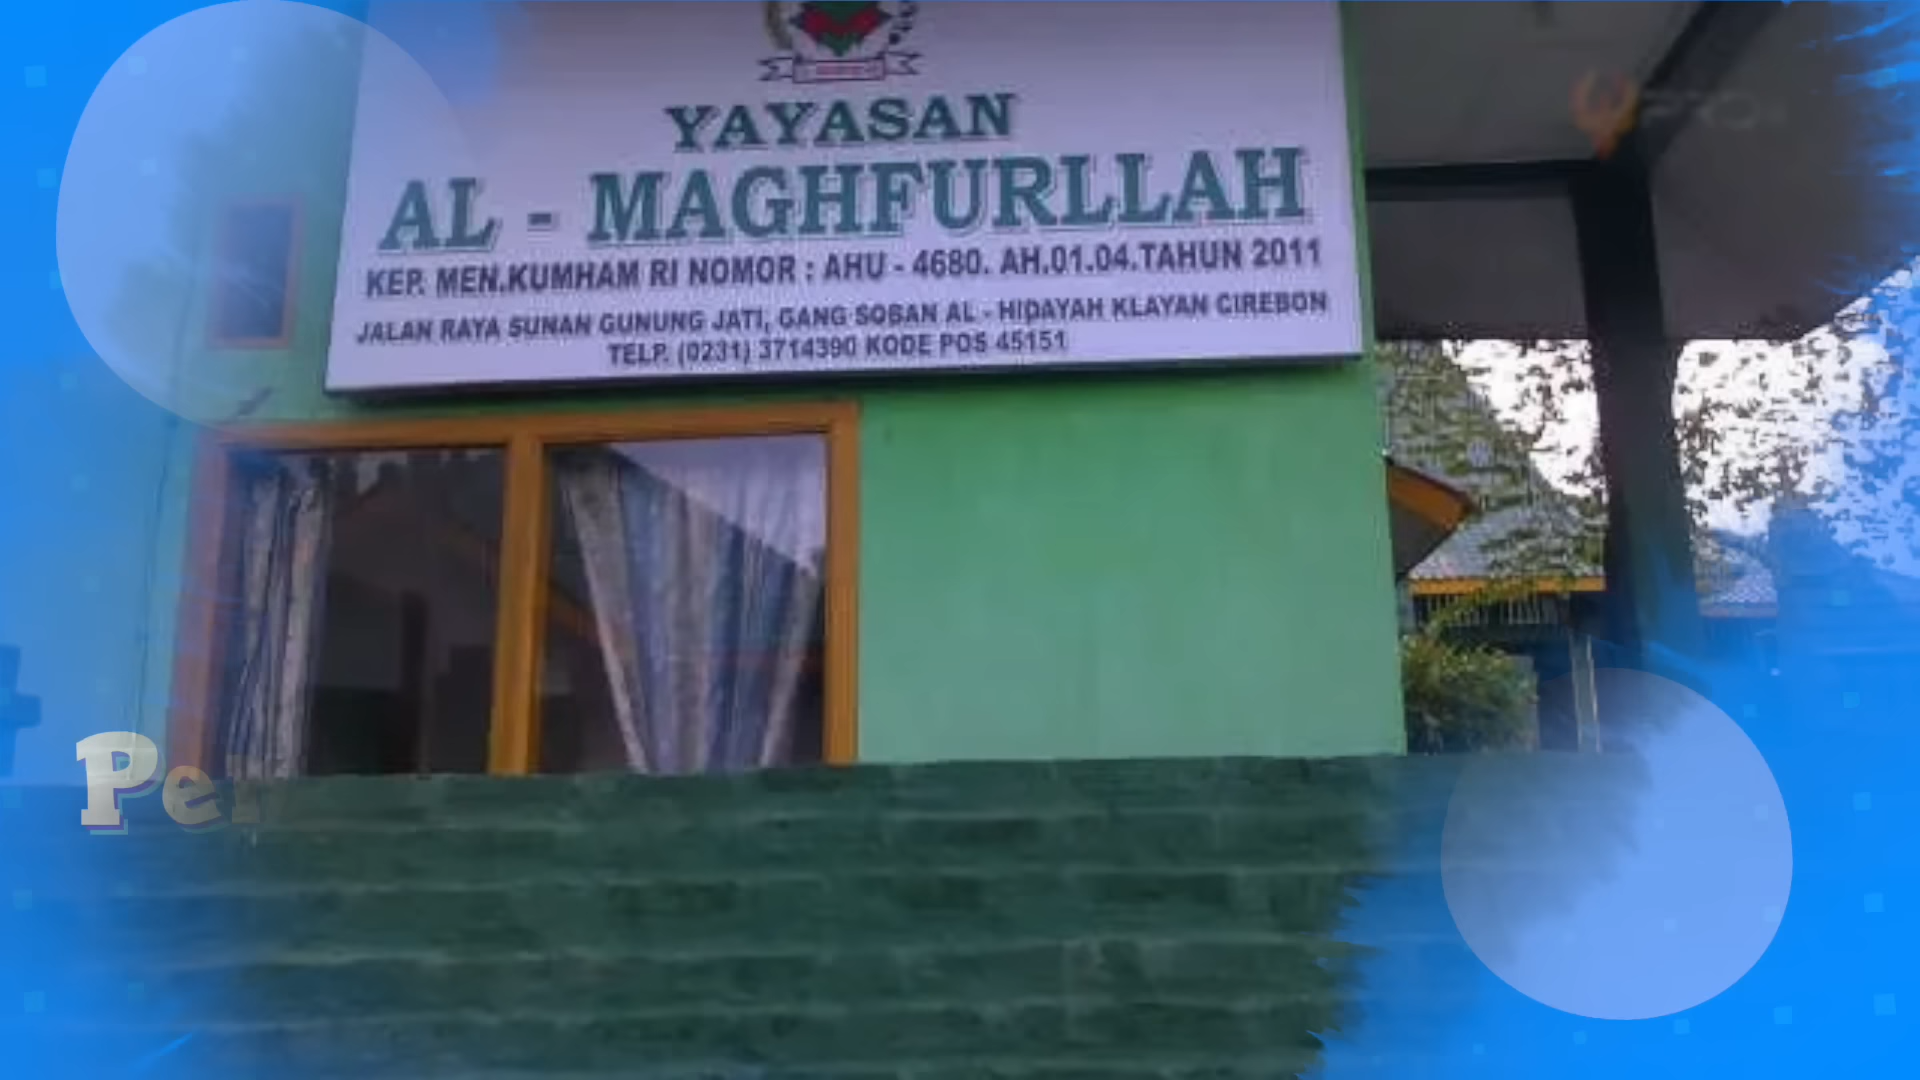 YAYASAN
AL - MAGHFURLLAH
KEP. MEN.KUMHAM RI NOMOR : AHU - 4680. AH.01.04.TAHUN 2011
JALAN RAYA SUNAN GUNUNG JATI, GANG SOBAN AL - HIDAYAH KLAYAN CIREBON
TELP. (0231) 3714390 KODE POS 45151
Pe